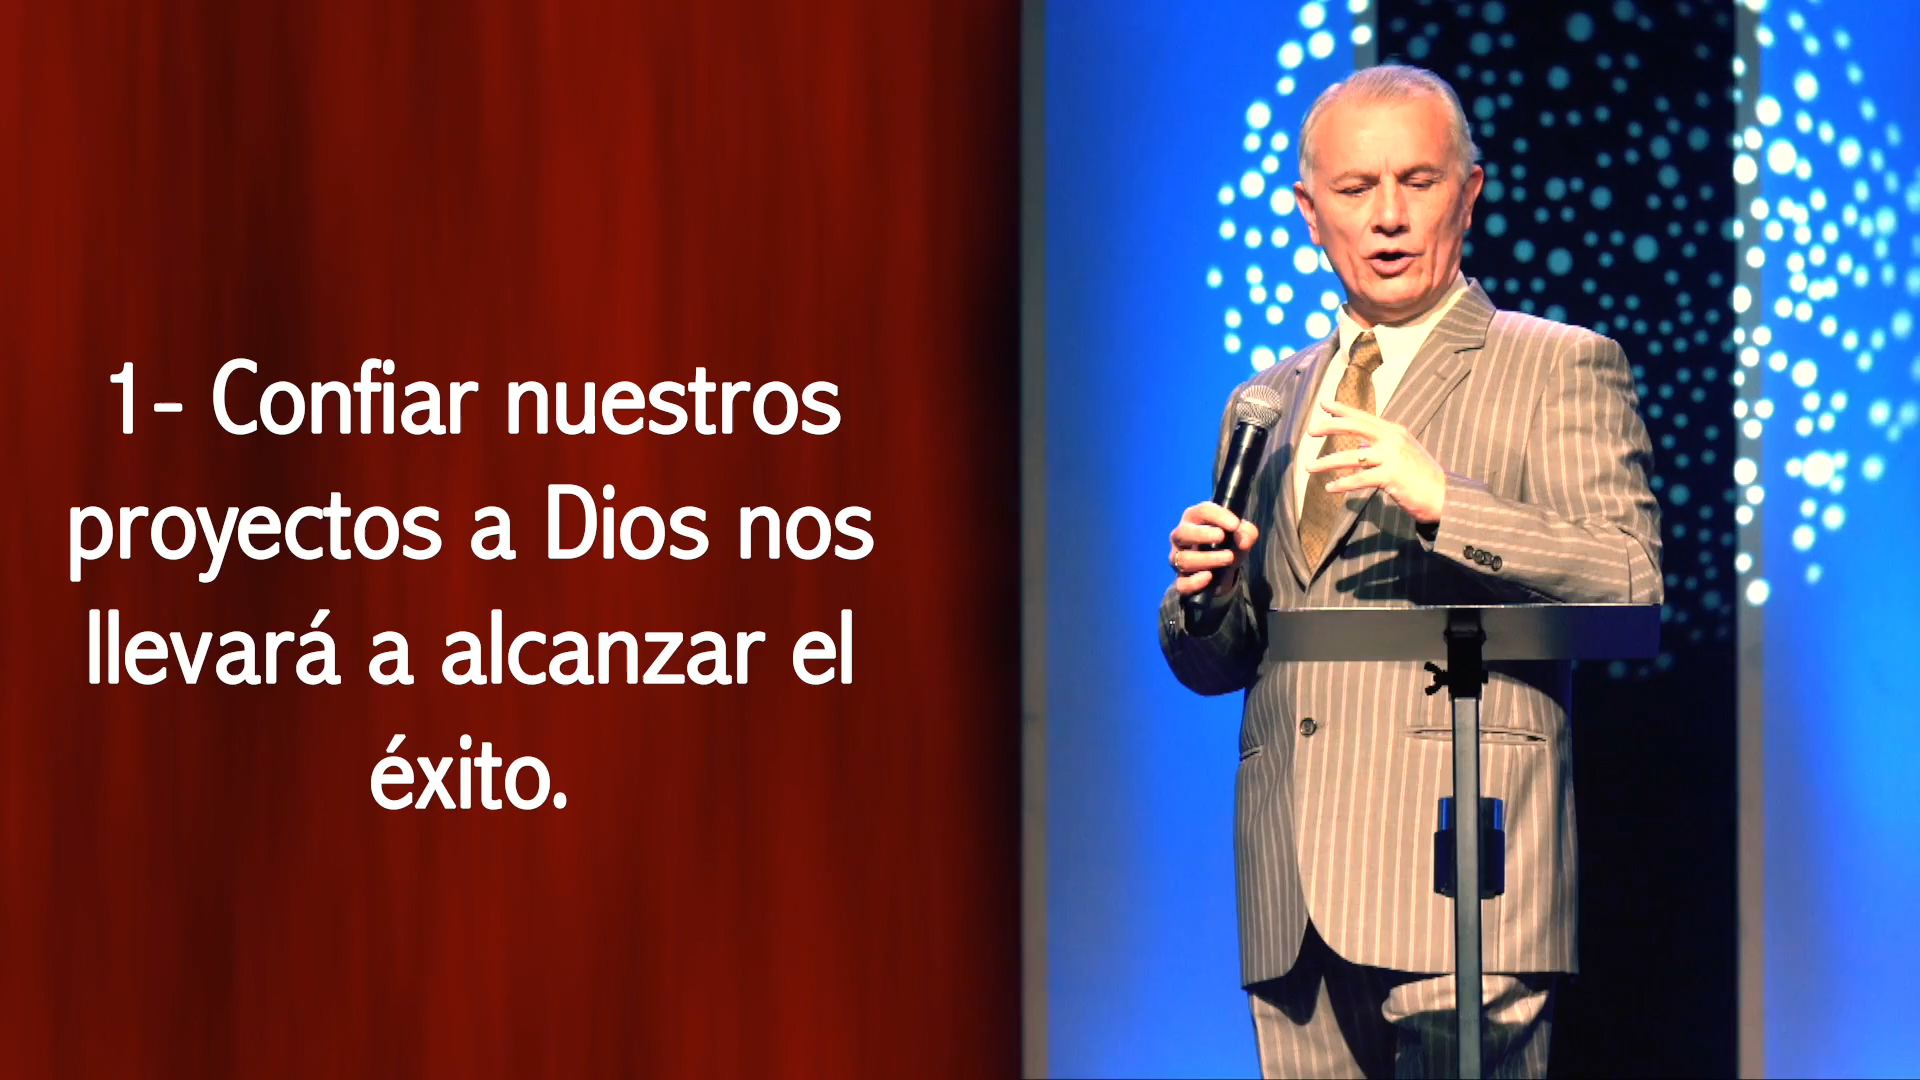 1- Confiar nuestros
proyectos a Dios nos
llevará a alcanzar el
éxito.